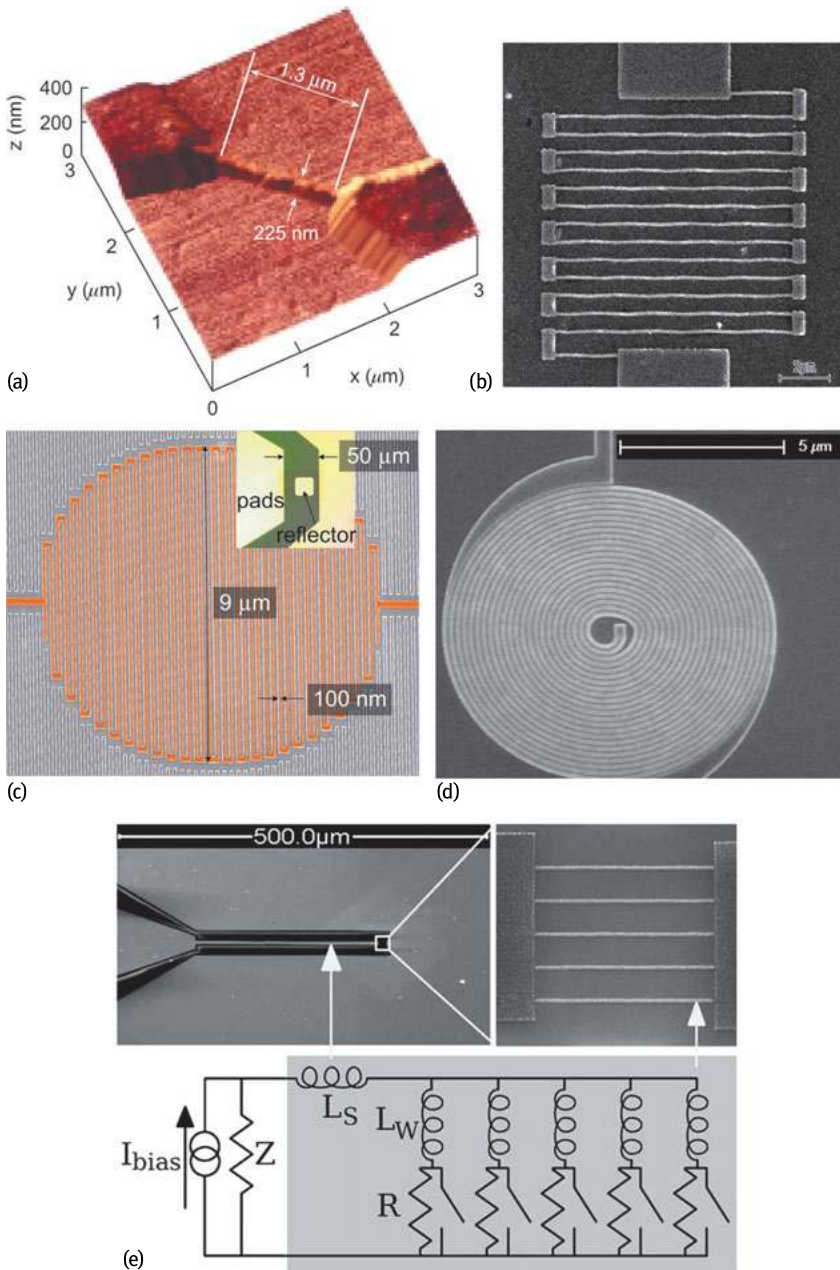 400
200
0
z (nm)
3
2
1
y (μm)
0
1
2
3
x (μm)
1.3 μm
225 nm
(a)
2μm
(b)
50 μm
pads
reflector
9 μm
100 nm
(c)
5 μm
(d)
500.0μm
L_S
L_W
I_bias
Z
R
(e)